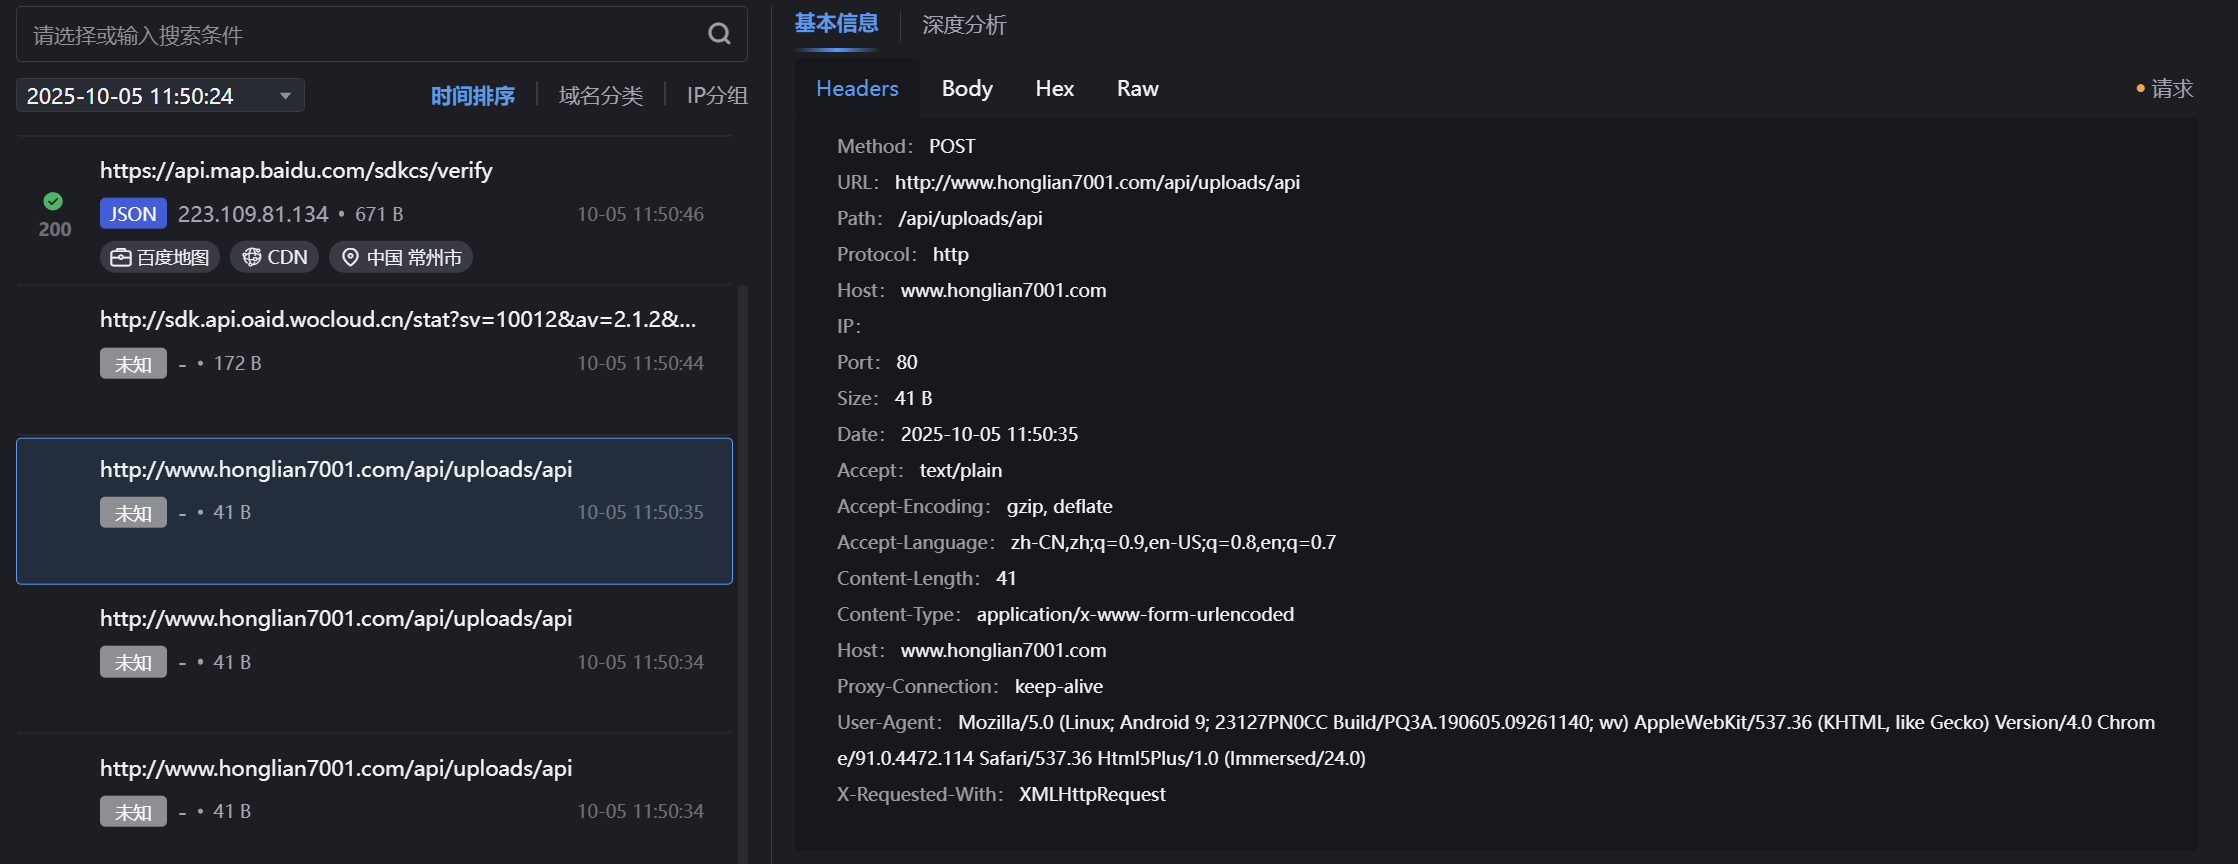 请选择或输入搜索条件
2025-10-05 11:50:24
时间排序
域名分类
IP分组
https://api.map.baidu.com/sdkcs/verify
200
JSON 223.109.81.134 • 671 B 10-05 11:50:46
百度地图 CDN 中国 常州市
http://sdk.api.oaid.wocloud.cn/stat?sv=10012&av=2.1.2&...
未知 - • 172 B 10-05 11:50:44
http://www.honglian7001.com/api/uploads/api
未知 - • 41 B 10-05 11:50:35
http://www.honglian7001.com/api/uploads/api
未知 - • 41 B 10-05 11:50:34
http://www.honglian7001.com/api/uploads/api
未知 - • 41 B 10-05 11:50:34
基本信息
深度分析
Headers
Body
Hex
Raw
请求
Method： POST
URL： http://www.honglian7001.com/api/uploads/api
Path： /api/uploads/api
Protocol： http
Host： www.honglian7001.com
IP：
Port： 80
Size： 41 B
Date： 2025-10-05 11:50:35
Accept： text/plain
Accept-Encoding： gzip, deflate
Accept-Language： zh-CN,zh;q=0.9,en-US;q=0.8,en;q=0.7
Content-Length： 41
Content-Type： application/x-www-form-urlencoded
Host： www.honglian7001.com
Proxy-Connection： keep-alive
User-Agent： Mozilla/5.0 (Linux; Android 9; 23127PN0CC Build/PQ3A.190605.09261140; wv) AppleWebKit/537.36 (KHTML, like Gecko) Version/4.0 Chrom
e/91.0.4472.114 Safari/537.36 Html5Plus/1.0 (Immersed/24.0)
X-Requested-With： XMLHttpRequest